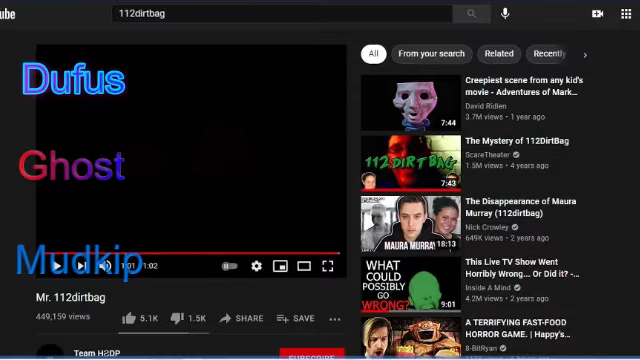 ube
112dirtbag
Dufus
Ghost
Mudkip
1:01 / 1:02
Mr. 112dirtbag
449,159 views
5.1K
1.5K
SHARE
SAVE
Team HƧDP
SUBSCRIBE
All
From your search
Related
Recently
7:44
Creepiest scene from any kid's
movie - Adventures of Mark...
David Ridlen
3.7M views • 1 year ago
112DIRTBAG
7:43
The Mystery of 112DirtBag
ScareTheater
1.5M views • 4 years ago
MAURA MURRAY
18:13
The Disappearance of Maura
Murray (112dirtbag)
Nick Crowley
649K views • 2 years ago
WHAT
COULD
POSSIBLY
GO
WRONG?
9:01
This Live TV Show Went
Horribly Wrong... Or Did it? -...
Inside A Mind
4.2M views • 2 years ago
A TERRIFYING FAST-FOOD
HORROR GAME. | Happy's...
8-BitRyan